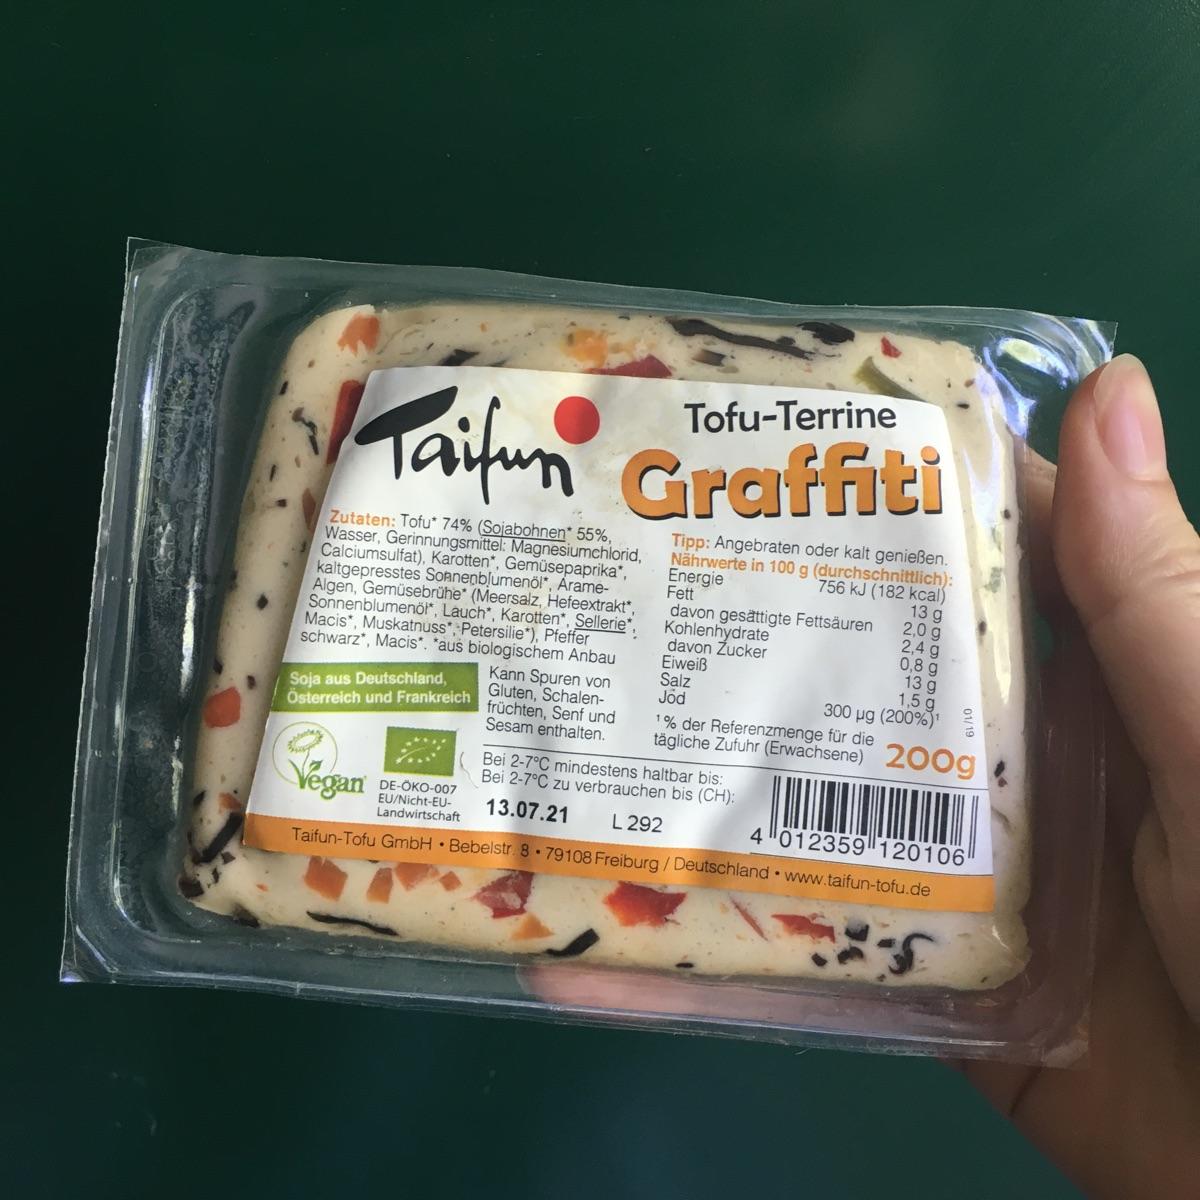 Taifun
Tofu-Terrine
Graffiti
Zutaten: Tofu* 74% (Sojabohnen* 55%,
Wasser, Gerinnungsmittel: Magnesiumchlorid,
Calciumsulfat), Karotten*, Gemüsepaprika*,
kaltgepresstes Sonnenblumenöl*, Arame-
Algen, Gemüsebrühe* (Meersalz, Hefeextrakt*,
Sonnenblumenöl*, Lauch*, Karotten*, Sellerie*,
Macis*, Muskatnuss*, Petersilie*), Pfeffer
schwarz*, Macis*. *aus biologischem Anbau
Tipp: Angebraten oder kalt genießen.
Nährwerte in 100 g (durchschnittlich):
Energie 756 kJ (182 kcal)
Fett 13 g
davon gesättigte Fettsäuren 2,0 g
Kohlenhydrate 2,4 g
davon Zucker 0,8 g
Eiweiß 13 g
Salz 1,5 g
Jod 300 µg (200%)¹
¹ % der Referenzmenge für die
tägliche Zufuhr (Erwachsene)
01/19
200g
Soja aus Deutschland,
Österreich und Frankreich
Kann Spuren von
Gluten, Schalen-
früchten, Senf und
Sesam enthalten.
Vegan
DE-ÖKO-007
EU/Nicht-EU-
Landwirtschaft
Bei 2-7°C mindestens haltbar bis:
Bei 2-7°C zu verbrauchen bis (CH):
13.07.21 L 292
4 012359 120106
Taifun-Tofu GmbH • Bebelstr. 8 • 79108 Freiburg / Deutschland • www.taifun-tofu.de